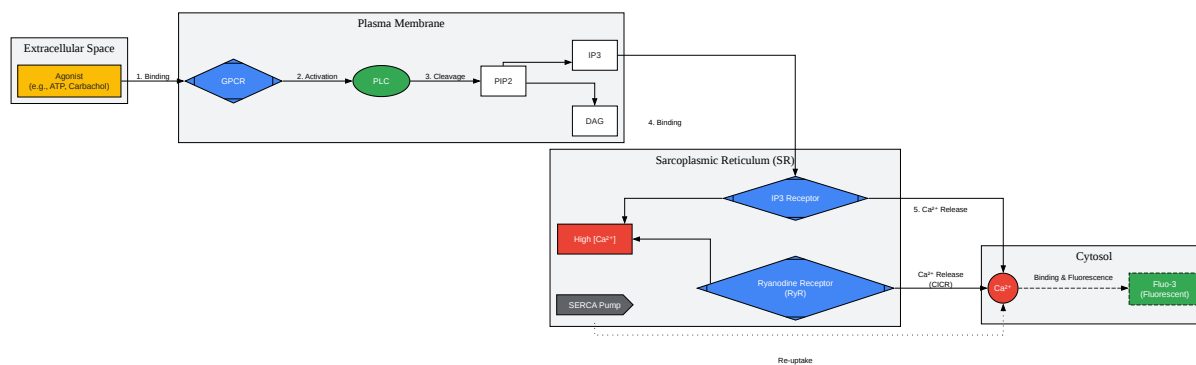 Plasma Membrane
Extracellular Space
Agonist
(e.g., ATP, Carbachol)
1. Binding
GPCR
2. Activation
PLC
3. Cleavage
PIP2
IP3
DAG
4. Binding
Sarcoplasmic Reticulum (SR)
IP3 Receptor
5. Ca²⁺ Release
High [Ca²⁺]
Ryanodine Receptor
(RyR)
Ca²⁺ Release
(CICR)
SERCA Pump
Cytosol
Ca²⁺
Binding & Fluorescence
Fluo-3
(Fluorescent)
Re-uptake